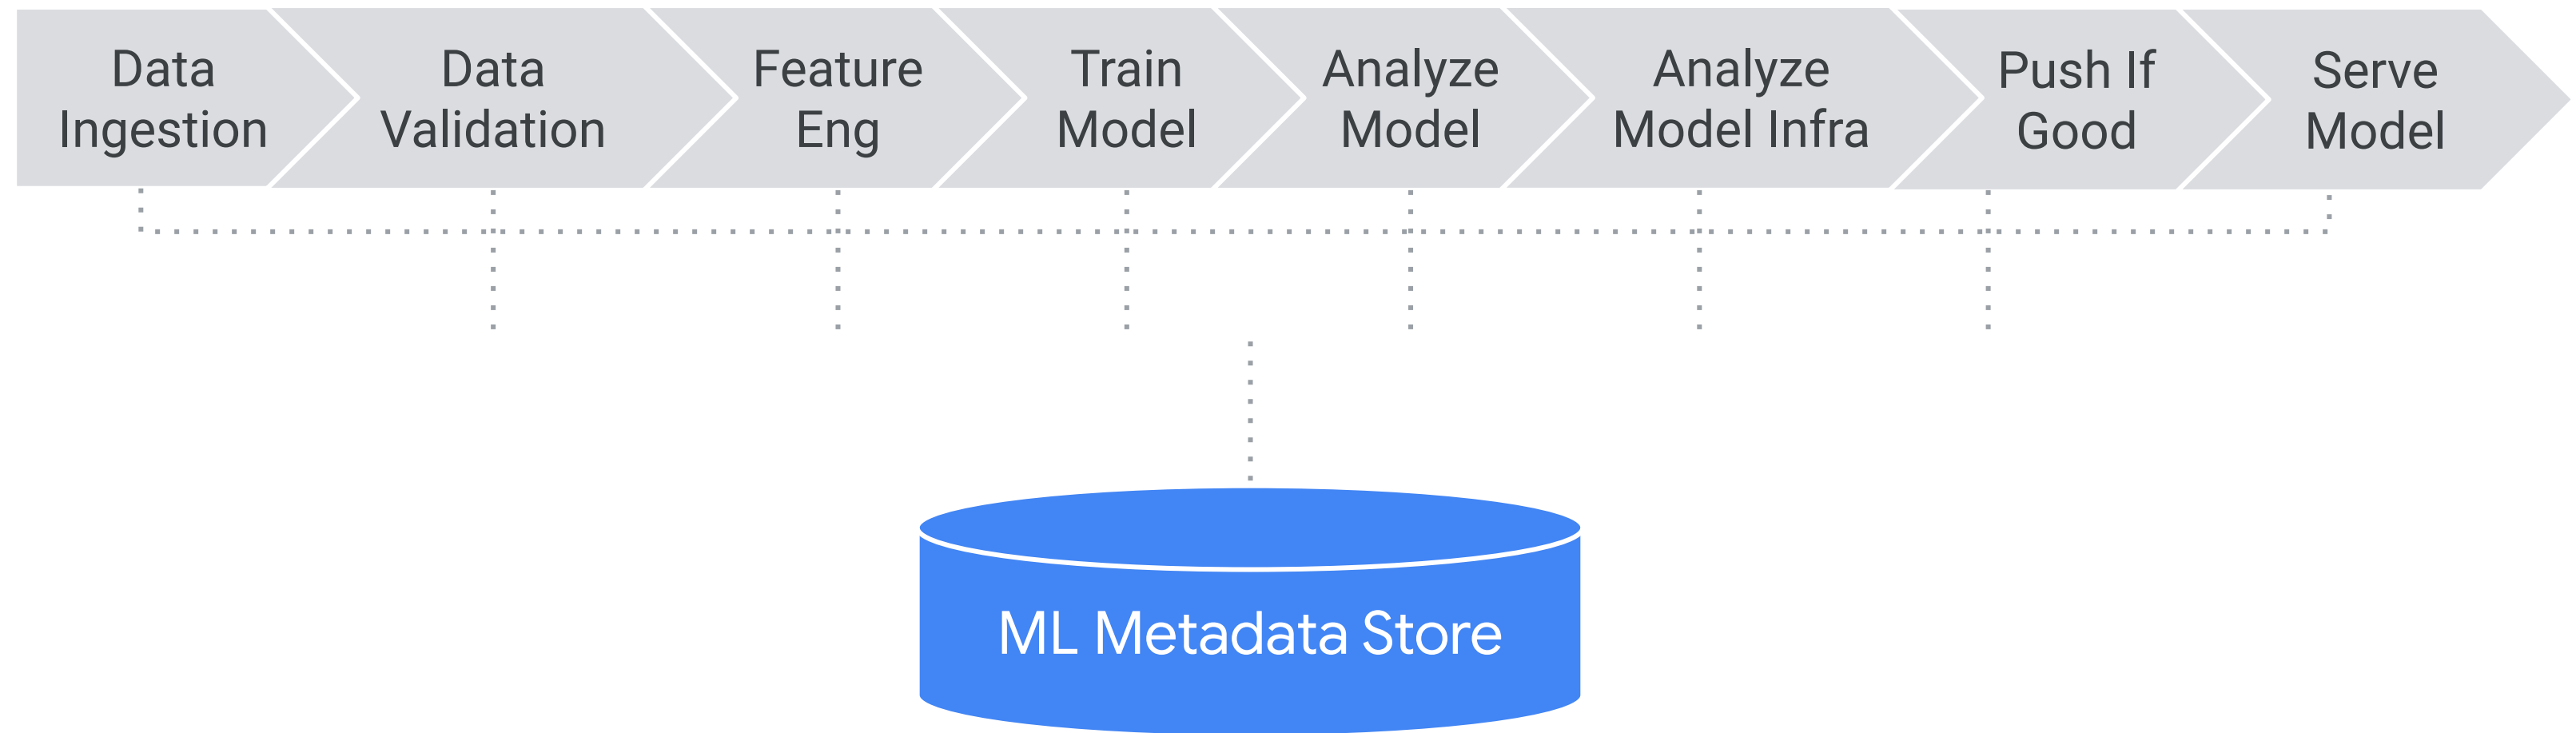 Data
Ingestion
Data
Validation
Feature
Eng
Train
Model
Analyze
Model
Analyze
Model Infra
Push If
Good
Serve
Model
ML Metadata Store